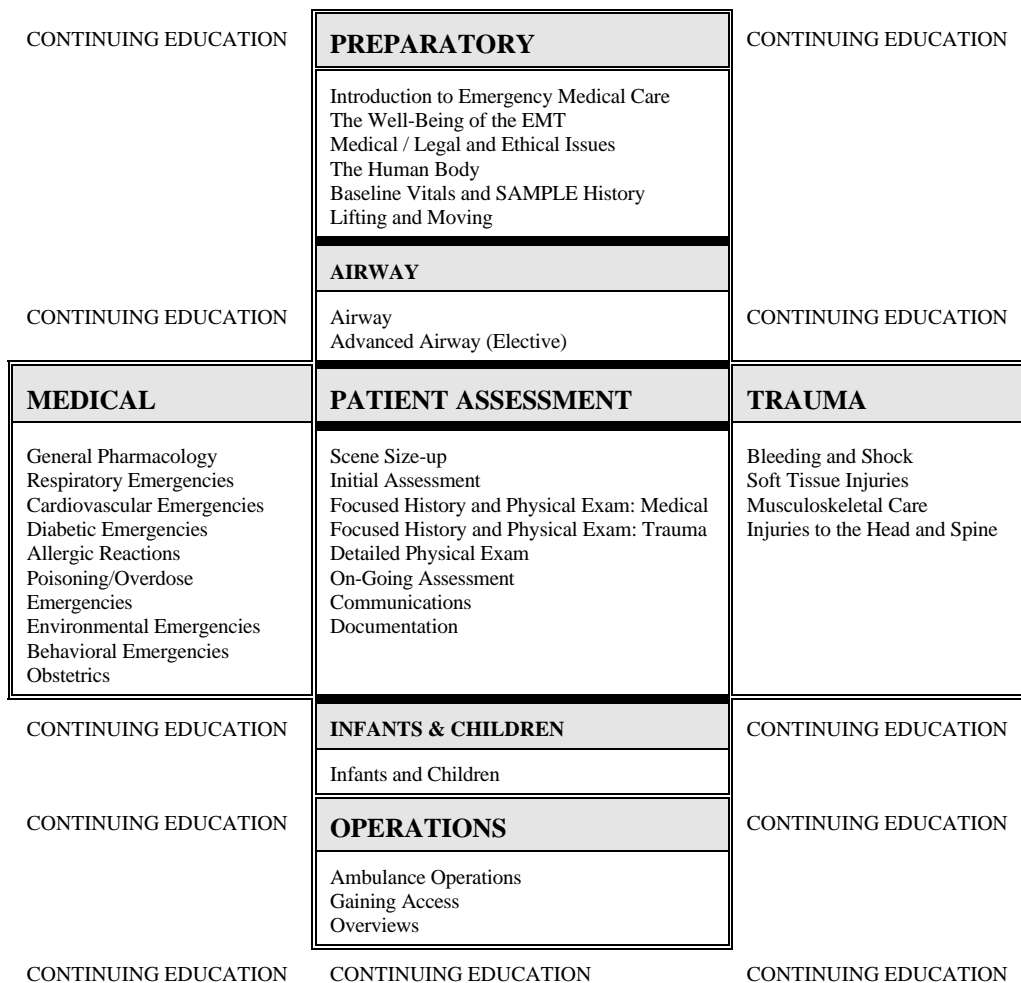 CONTINUING EDUCATION
PREPARATORY
CONTINUING EDUCATION
Introduction to Emergency Medical Care
The Well-Being of the EMT
Medical / Legal and Ethical Issues
The Human Body
Baseline Vitals and SAMPLE History
Lifting and Moving
AIRWAY
CONTINUING EDUCATION
Airway
Advanced Airway (Elective)
CONTINUING EDUCATION
MEDICAL
General Pharmacology
Respiratory Emergencies
Cardiovascular Emergencies
Diabetic Emergencies
Allergic Reactions
Poisoning/Overdose
Emergencies
Environmental Emergencies
Behavioral Emergencies
Obstetrics
PATIENT ASSESSMENT
Scene Size-up
Initial Assessment
Focused History and Physical Exam: Medical
Focused History and Physical Exam: Trauma
Detailed Physical Exam
On-Going Assessment
Communications
Documentation
TRAUMA
Bleeding and Shock
Soft Tissue Injuries
Musculoskeletal Care
Injuries to the Head and Spine
CONTINUING EDUCATION
INFANTS & CHILDREN
CONTINUING EDUCATION
Infants and Children
CONTINUING EDUCATION
OPERATIONS
CONTINUING EDUCATION
Ambulance Operations
Gaining Access
Overviews
CONTINUING EDUCATION
CONTINUING EDUCATION
CONTINUING EDUCATION